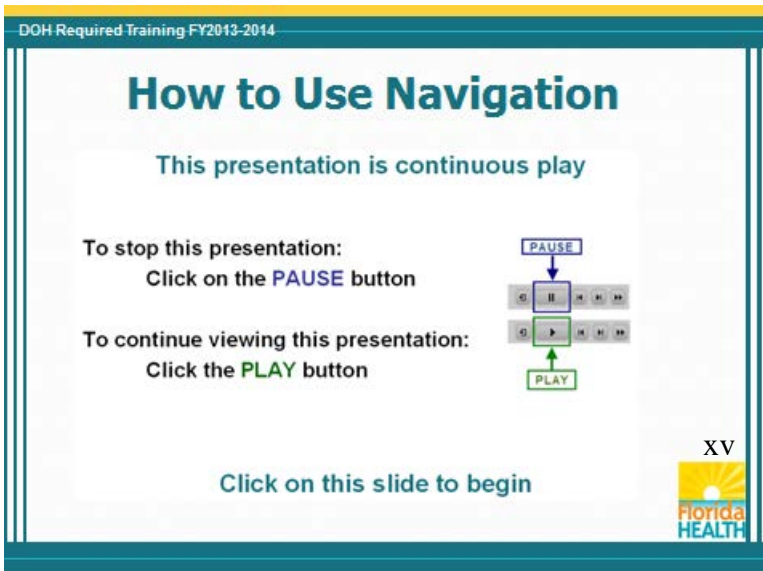 DOH Required Training FY2013-2014
How to Use Navigation
This presentation is continuous play
To stop this presentation:
Click on the PAUSE button
PAUSE
To continue viewing this presentation:
Click the PLAY button
PLAY
xv
Click on this slide to begin
Florida
HEALTH